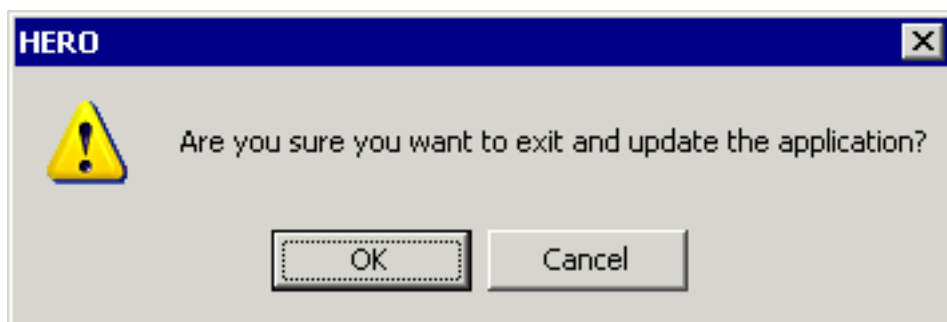 HERO
Are you sure you want to exit and update the application?
OK
Cancel